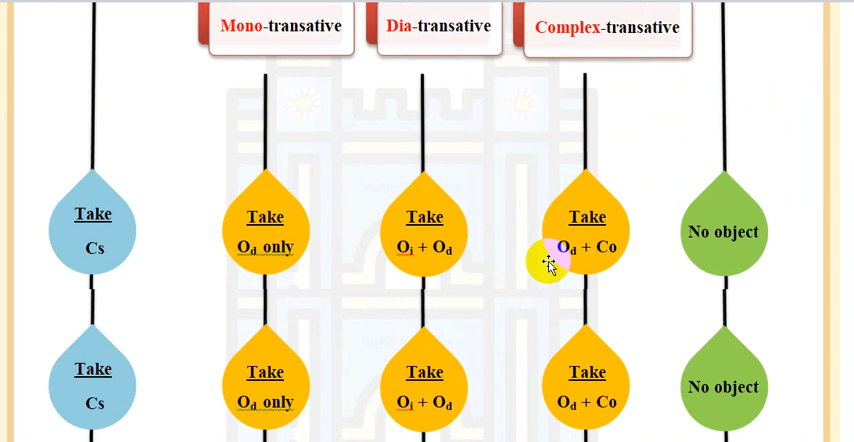 Mono-transative
Dia-transative
Complex-transative
Take
Cs
Take
Od only
Take
Oi + Od
Take
Od + Co
No object
Take
Cs
Take
Od only
Take
Oi + Od
Take
Od + Co
No object